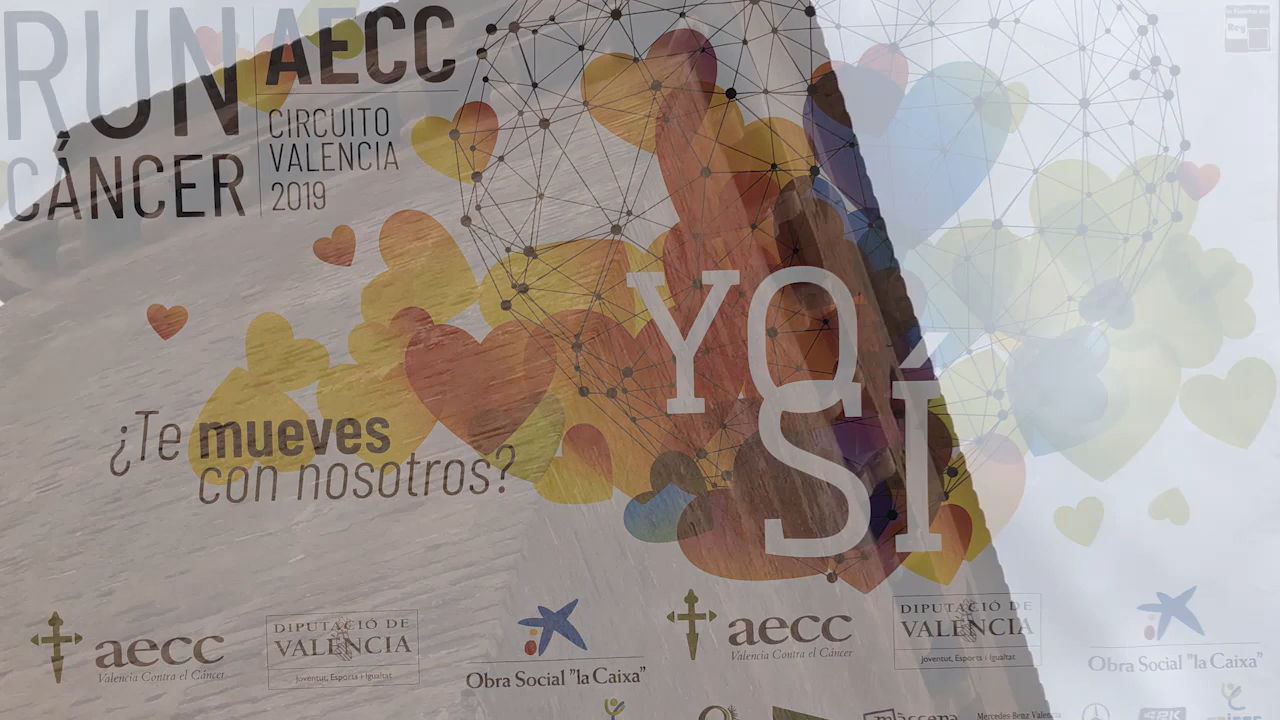 RUN
CÁNCER
AECC
CIRCUITO
VALENCIA
2019
YO
SÍ
¿Te mueves
con nosotros?
aecc
Valencia Contra el Cáncer
DIPUTACIÓ DE
VALÈNCIA
Joventut, Esports i Igualtat
Obra Social "la Caixa"
aecc
Valencia Contra el Cáncer
DIPUTACIÓ DE
VALÈNCIA
Joventut, Esports i Igualtat
Obra Social "la Caixa"
Mercedes-Benz